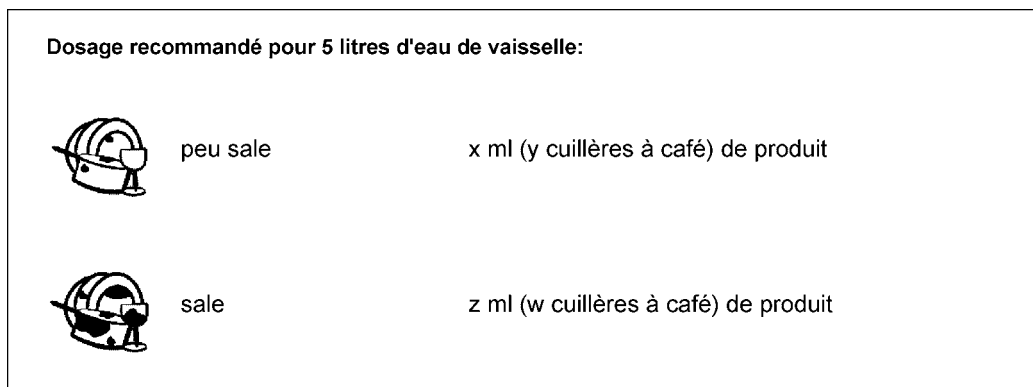 Dosage recommandé pour 5 litres d'eau de vaisselle:
peu sale x ml (y cuillères à café) de produit
sale z ml (w cuillères à café) de produit